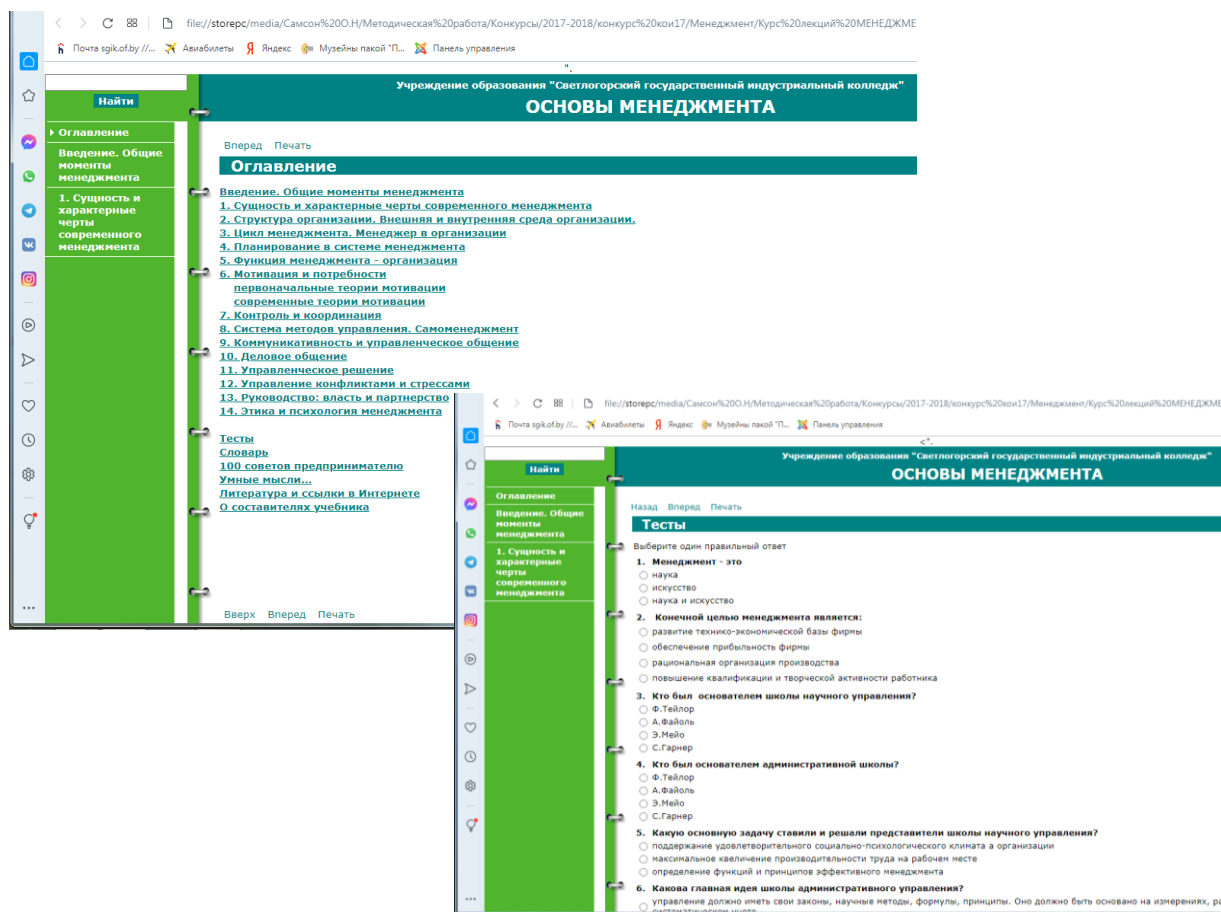 file://storepc/media/Самсон%20О.Н/Методическая%20работа/Конкурсы/2017-2018/конкурс%20кои17/Менеджмент/Курс%20лекций%20МЕНЕДЖМЕ
Почта sgik.of.by //... Авиабилеты Яндекс Музейны пакой "П... Панель управления
".
Найти
Оглавление
Введение. Общие
моменты
менеджмента
1. Сущность и
характерные
черты
современного
менеджмента
Учреждение образования "Светлогорский государственный индустриальный колледж"
ОСНОВЫ МЕНЕДЖМЕНТА
Вперед Печать
Оглавление
Введение. Общие моменты менеджмента
1. Сущность и характерные черты современного менеджмента
2. Структура организации. Внешняя и внутренняя среда организации.
3. Цикл менеджмента. Менеджер в организации
4. Планирование в системе менеджмента
5. Функция менеджмента - организация
6. Мотивация и потребности
первоначальные теории мотивации
современные теории мотивации
7. Контроль и координация
8. Система методов управления. Самоменеджмент
9. Коммуникативность и управленческое общение
10. Деловое общение
11. Управленческое решение
12. Управление конфликтами и стрессами
13. Руководство: власть и партнерство
14. Этика и психология менеджмента
Тесты
Словарь
100 советов предпринимателю
Умные мысли...
Литература и ссылки в Интернете
О составителях учебника
Вверх Вперед Печать
file://storepc/media/Самсон%20О.Н/Методическая%20работа/Конкурсы/2017-2018/конкурс%20кои17/Менеджмент/Курс%20лекций%20МЕНЕДЖМЕ
Почта sgik.of.by //... Авиабилеты Яндекс Музейны пакой "П... Панель управления
<".
Найти
Оглавление
Введение. Общие
моменты
менеджмента
1. Сущность и
характерные
черты
современного
менеджмента
Учреждение образования "Светлогорский государственный индустриальный колледж"
ОСНОВЫ МЕНЕДЖМЕНТА
Назад Вперед Печать
Тесты
Выберите один правильный ответ
1. Менеджмент - это
наука
искусство
наука и искусство
2. Конечной целью менеджмента является:
развитие технико-экономической базы фирмы
обеспечение прибыльность фирмы
рациональная организация производства
повышение квалификации и творческой активности работника
3. Кто был основателем школы научного управления?
Ф.Тейлор
А.Файоль
Э.Мейо
С.Гарнер
4. Кто был основателем административной школы?
Ф.Тейлор
А.Файоль
Э.Мейо
С.Гарнер
5. Какую основную задачу ставили и решали представители школы научного управления?
поддержание удовлетворительного социально-психологического климата а организации
максимальное квеличение производительности труда на рабочем месте
определение функций и принципов эффективного менеджмента
6. Какова главная идея школы административного управления?
управление должно иметь свои законы, научные методы, формулы, принципы. Оно должно быть основано на измерениях, ра